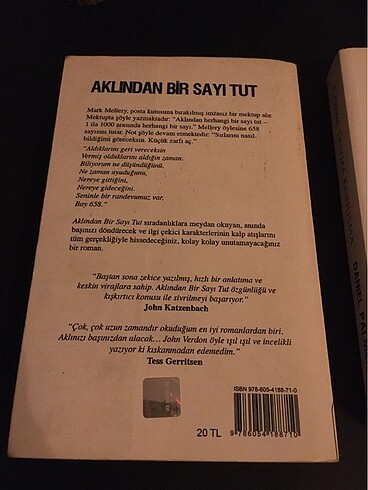 AKLINDAN BİR SAYI TUT
Mark Mellery, posta kutusuna bırakılmış imzasız bir mektup alır.
Mektupta şöyle yazmaktadır: "Aklından herhangi bir sayı tut –
1 ila 1000 arasında herhangi bir sayı." Mellery öylesine 658
sayısını tutar. Not şöyle devam etmektedir: "Sırlarını nasıl
bildiğimi göreceksin. Küçük zarfı aç."
"Aldıklarını geri vereceksin
Vermiş olduklarını aldığın zaman.
Biliyorum ne düşündüğünü,
Ne zaman uyuduğunu,
Nereye gittiğini,
Nereye gideceğini.
Seninle bir randevumuz var.
Bay 658."
Aklından Bir Sayı Tut sıradanlıklara meydan okuyan, anında
başınızı döndürecek ve ilgi çekici karakterlerinin kalp atışlarını
tüm gerçekliğiyle hissedeceğiniz, kolay kolay unutamayacağınız
bir roman.
"Baştan sona zekice yazılmış, hızlı bir anlatıma ve
keskin virajlara sahip. Aklından Bir Sayı Tut özgünlüğü ve
kışkırtıcı konusu ile sivrilmeyi başarıyor."
John Katzenbach
"Çok, çok uzun zamandır okuduğum en iyi romanlardan biri.
Aklımızı başınızdan alacak... John Verdon öyle ışıl ışıl ve incelikli
yazıyor ki kıskanmadan edemedim."
Tess Gerritsen
ISBN 978-605-4188-71-0
20 TL
9 786054 188710